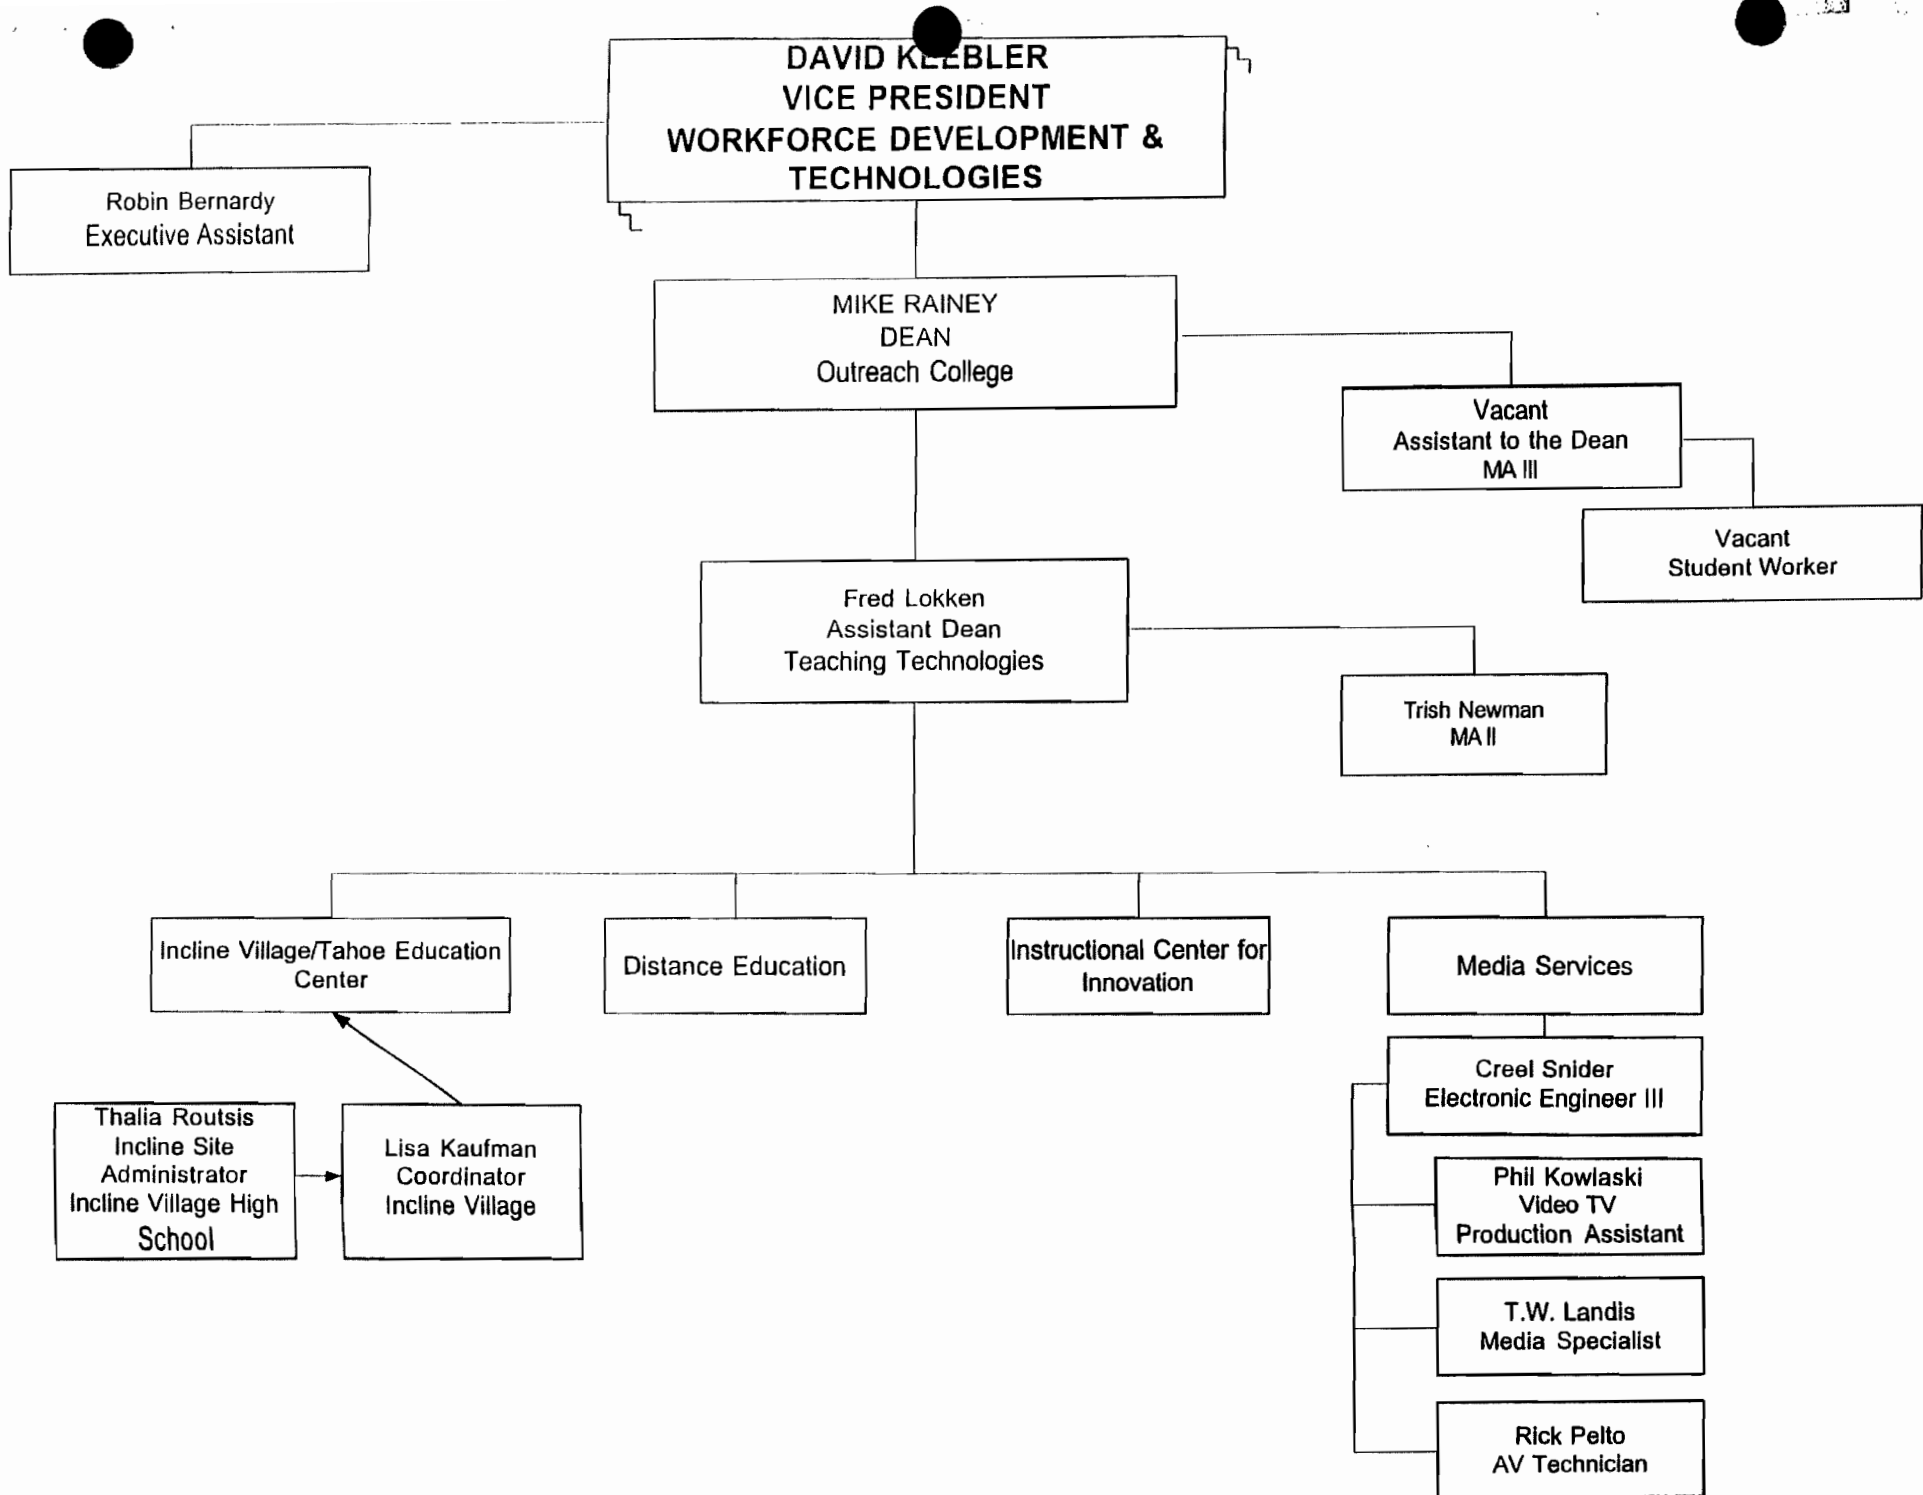 DAVID KEEBLER
VICE PRESIDENT
WORKFORCE DEVELOPMENT &
TECHNOLOGIES
Robin Bernardy
Executive Assistant
MIKE RAINEY
DEAN
Outreach College
Vacant
Assistant to the Dean
MA III
Vacant
Student Worker
Fred Lokken
Assistant Dean
Teaching Technologies
Trish Newman
MA II
Incline Village/Tahoe Education
Center
Distance Education
Instructional Center for
Innovation
Media Services
Thalia Routsis
Incline Site
Administrator
Incline Village High
School
Lisa Kaufman
Coordinator
Incline Village
Creel Snider
Electronic Engineer III
Phil Kowlaski
Video TV
Production Assistant
T.W. Landis
Media Specialist
Rick Pelto
AV Technician